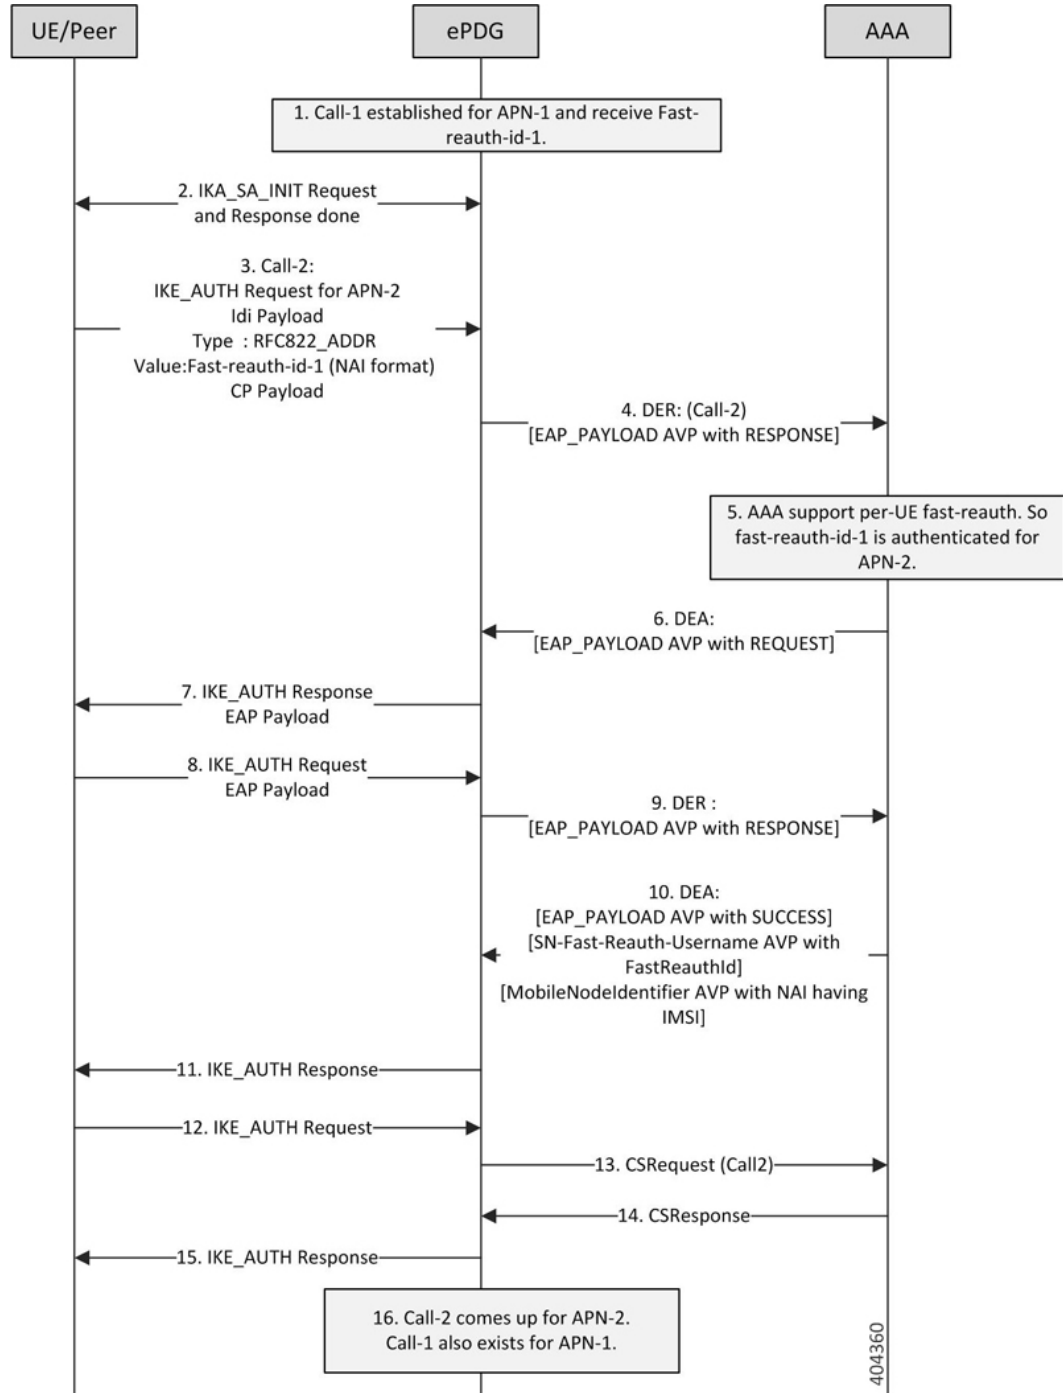 UE/Peer
ePDG
AAA
1. Call-1 established for APN-1 and receive Fast-
reauth-id-1.
2. IKA_SA_INIT Request
and Response done
3. Call-2:
IKE_AUTH Request for APN-2
Idi Payload
Type : RFC822_ADDR
Value:Fast-reauth-id-1 (NAI format)
CP Payload
4. DER: (Call-2)
[EAP_PAYLOAD AVP with RESPONSE]
5. AAA support per-UE fast-reauth. So
fast-reauth-id-1 is authenticated for
APN-2.
6. DEA:
[EAP_PAYLOAD AVP with REQUEST]
7. IKE_AUTH Response
EAP Payload
8. IKE_AUTH Request
EAP Payload
9. DER :
[EAP_PAYLOAD AVP with RESPONSE]
10. DEA:
[EAP_PAYLOAD AVP with SUCCESS]
[SN-Fast-Reauth-Username AVP with
FastReauthId]
[MobileNodeIdentifier AVP with NAI having
IMSI]
11. IKE_AUTH Response
12. IKE_AUTH Request
13. CSRequest (Call2)
14. CSResponse
15. IKE_AUTH Response
16. Call-2 comes up for APN-2.
Call-1 also exists for APN-1.
404360